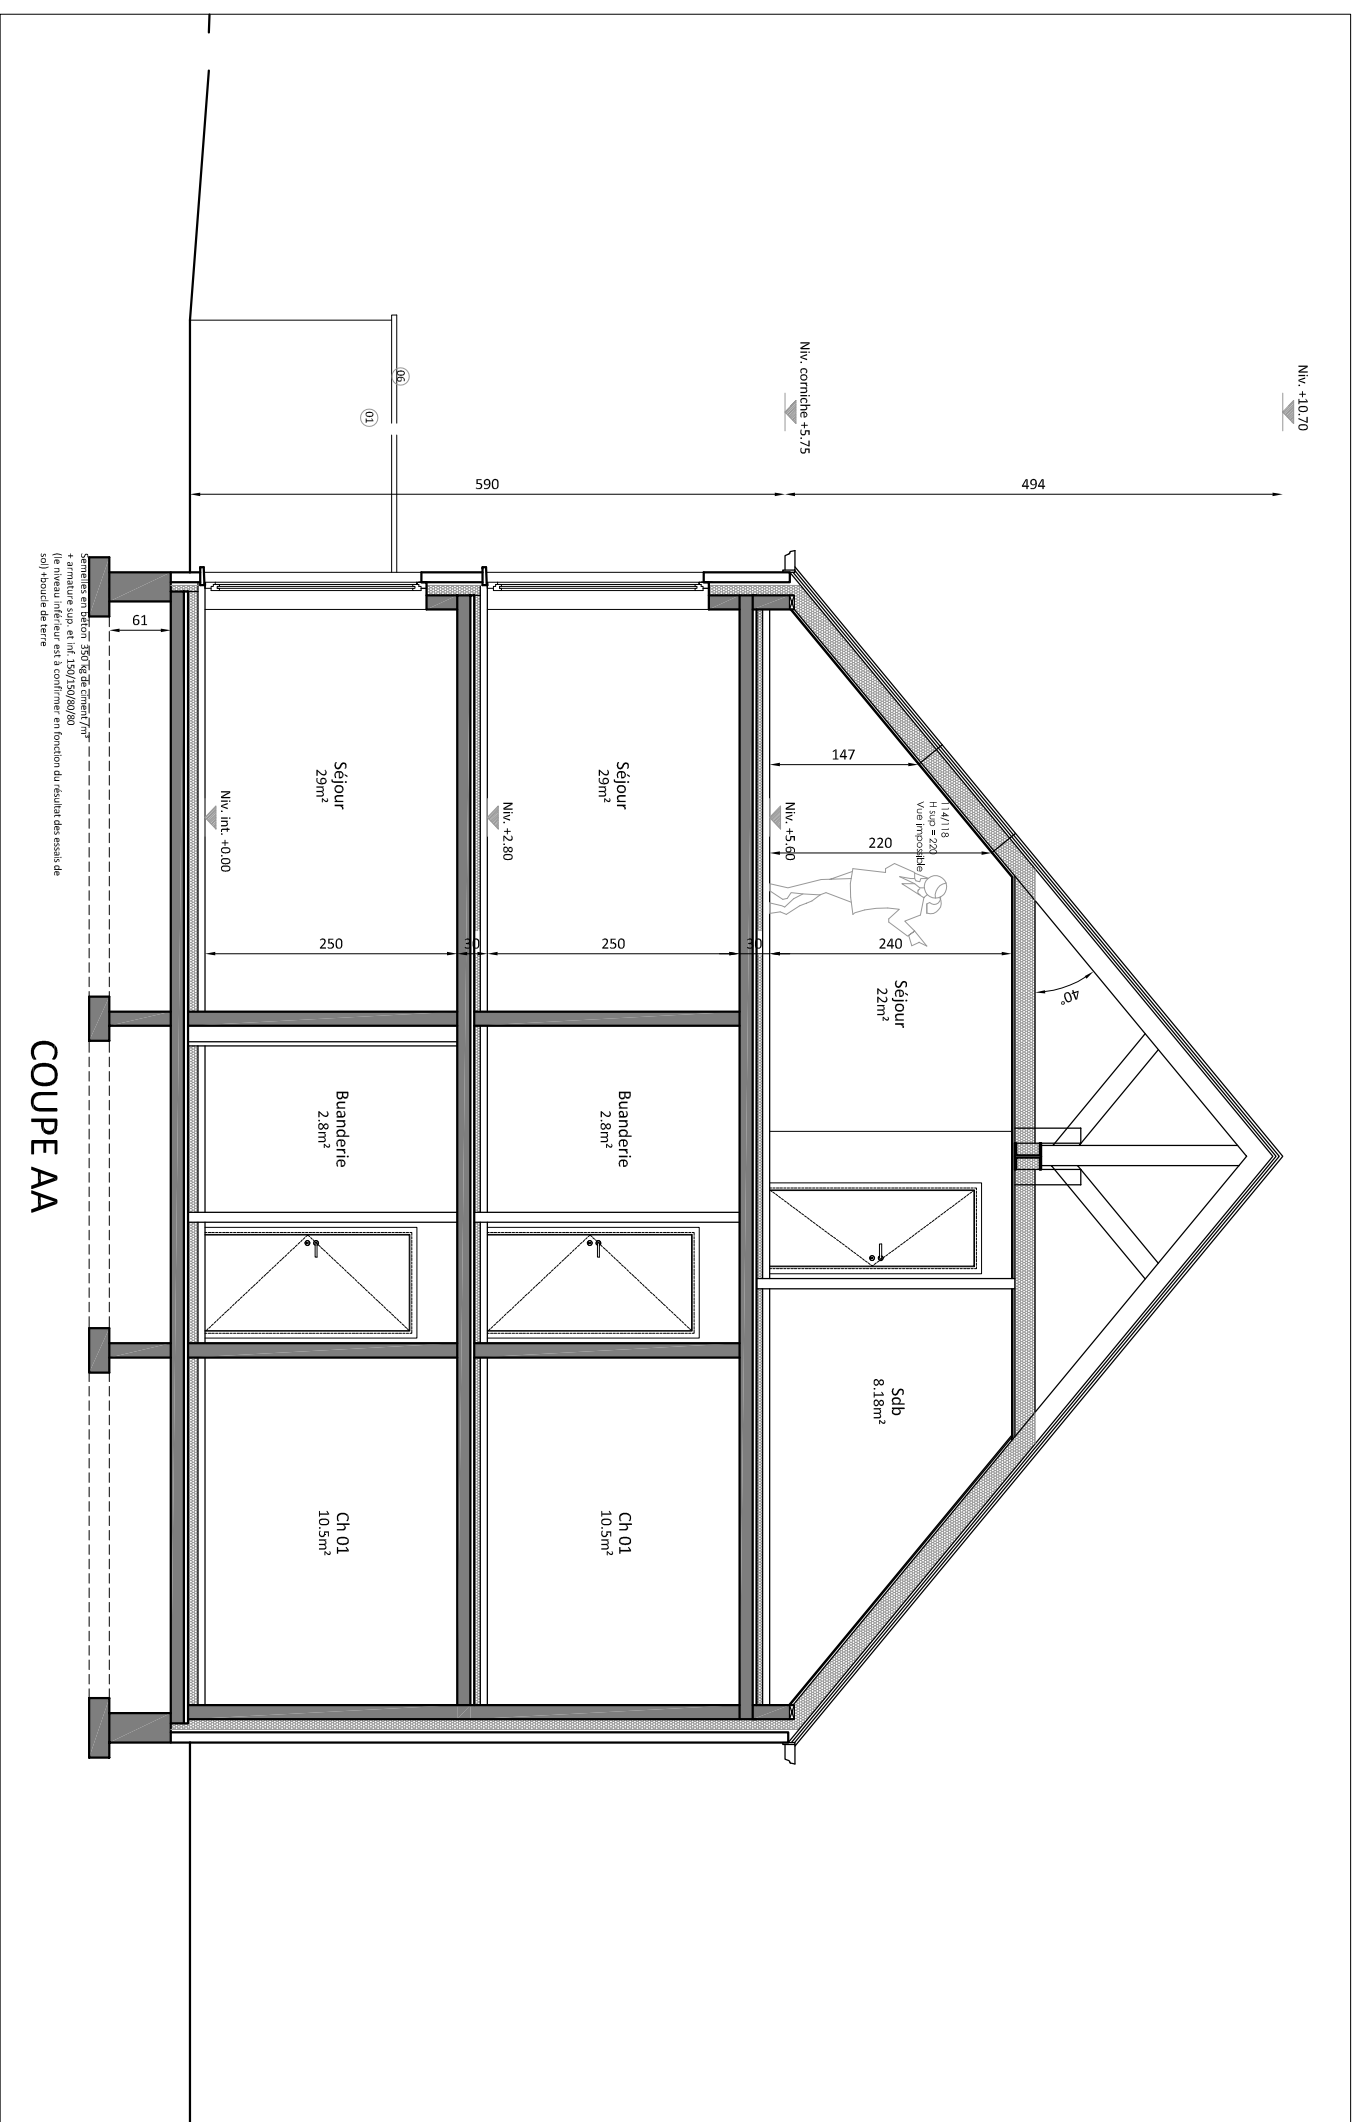 Niv. +10.70
Niv. corniche +5.75
494
590
06
01
40°
147
114/118
H sup = 220
Vue impossible
220
Niv. +5.60
240
Séjour
22m²
Sdb
8.18m²
30
Séjour
29m²
Niv. +2.80
250
Buanderie
2.8m²
Ch 01
10.5m²
30
Séjour
29m²
Niv. int. +0.00
250
Buanderie
2.8m²
Ch 01
10.5m²
61
Semelles en béton 350 kg de ciment /m³
+ armature sup. et inf. 150/150/80/80
(le niveau inférieur est à confirmer en fonction du résultat des essais de
sol) +boucle de terre
COUPE AA